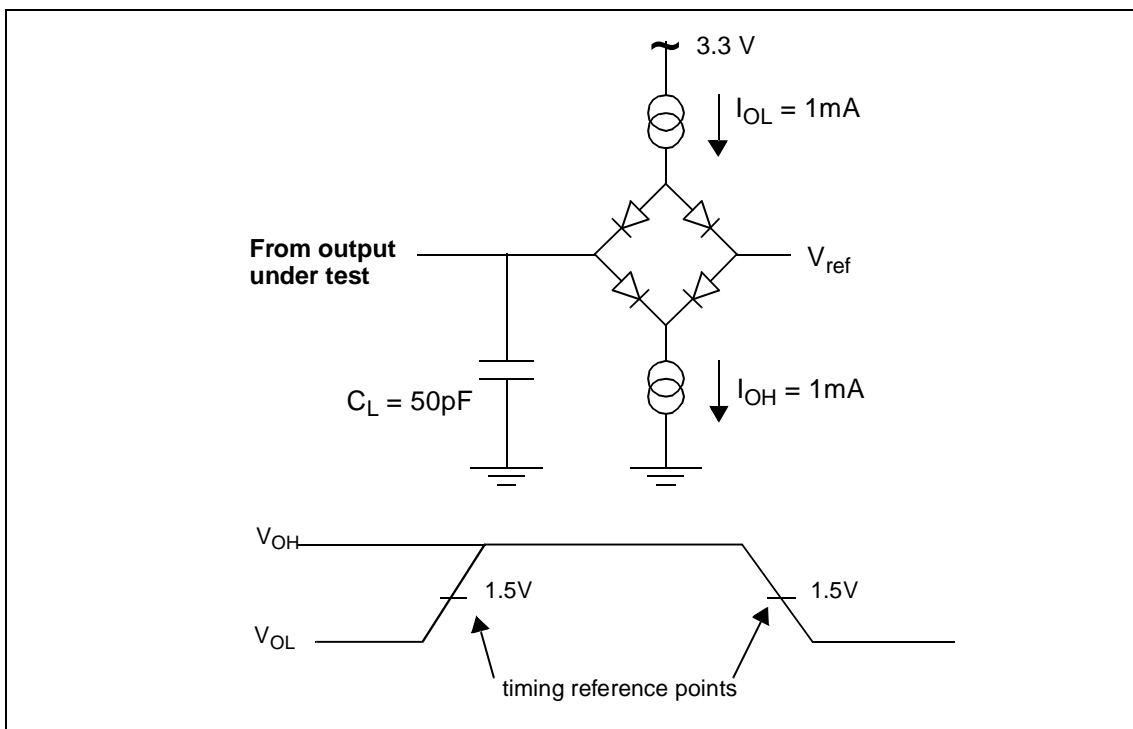 3.3 V
I_OL = 1mA
From output
under test
V_ref
C_L = 50pF
I_OH = 1mA
V_OH
1.5V
1.5V
V_OL
timing reference points